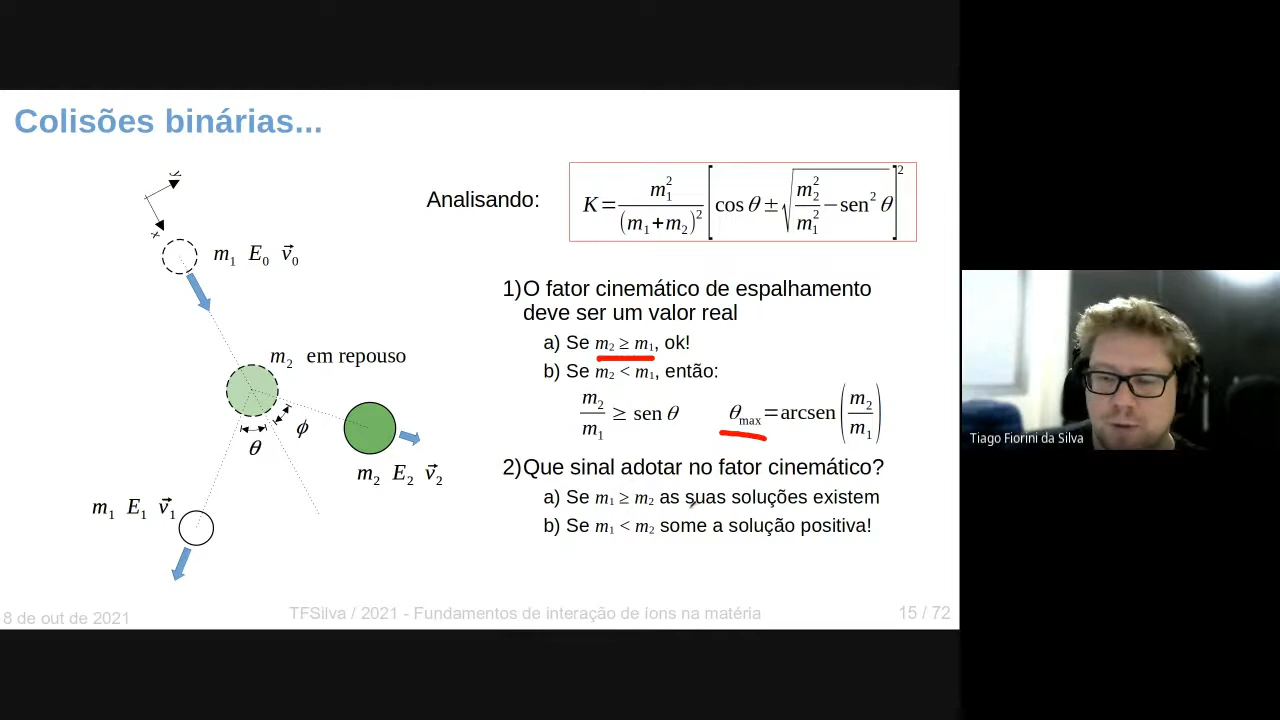 Colisões binárias...
y
x
m₁ E₀ v⃗₀
m₂ em repouso
ϕ
θ
m₂ E₂ v⃗₂
m₁ E₁ v⃗₁
Analisando:
K = m₁² / (m₁+m₂)² [cos θ ± √(m₂²/m₁² − sen² θ)]²
1)O fator cinemático de espalhamento
deve ser um valor real
a) Se m₂ ≥ m₁, ok!
b) Se m₂ < m₁, então:
m₂/m₁ ≥ sen θ θmax = arcsen (m₂/m₁)
2)Que sinal adotar no fator cinemático?
a) Se m₁ ≥ m₂ as suas soluções existem
b) Se m₁ < m₂ some a solução positiva!
8 de out de 2021
TFSilva / 2021 - Fundamentos de interação de íons na matéria
15 / 72
Tiago Fiorini da Silva